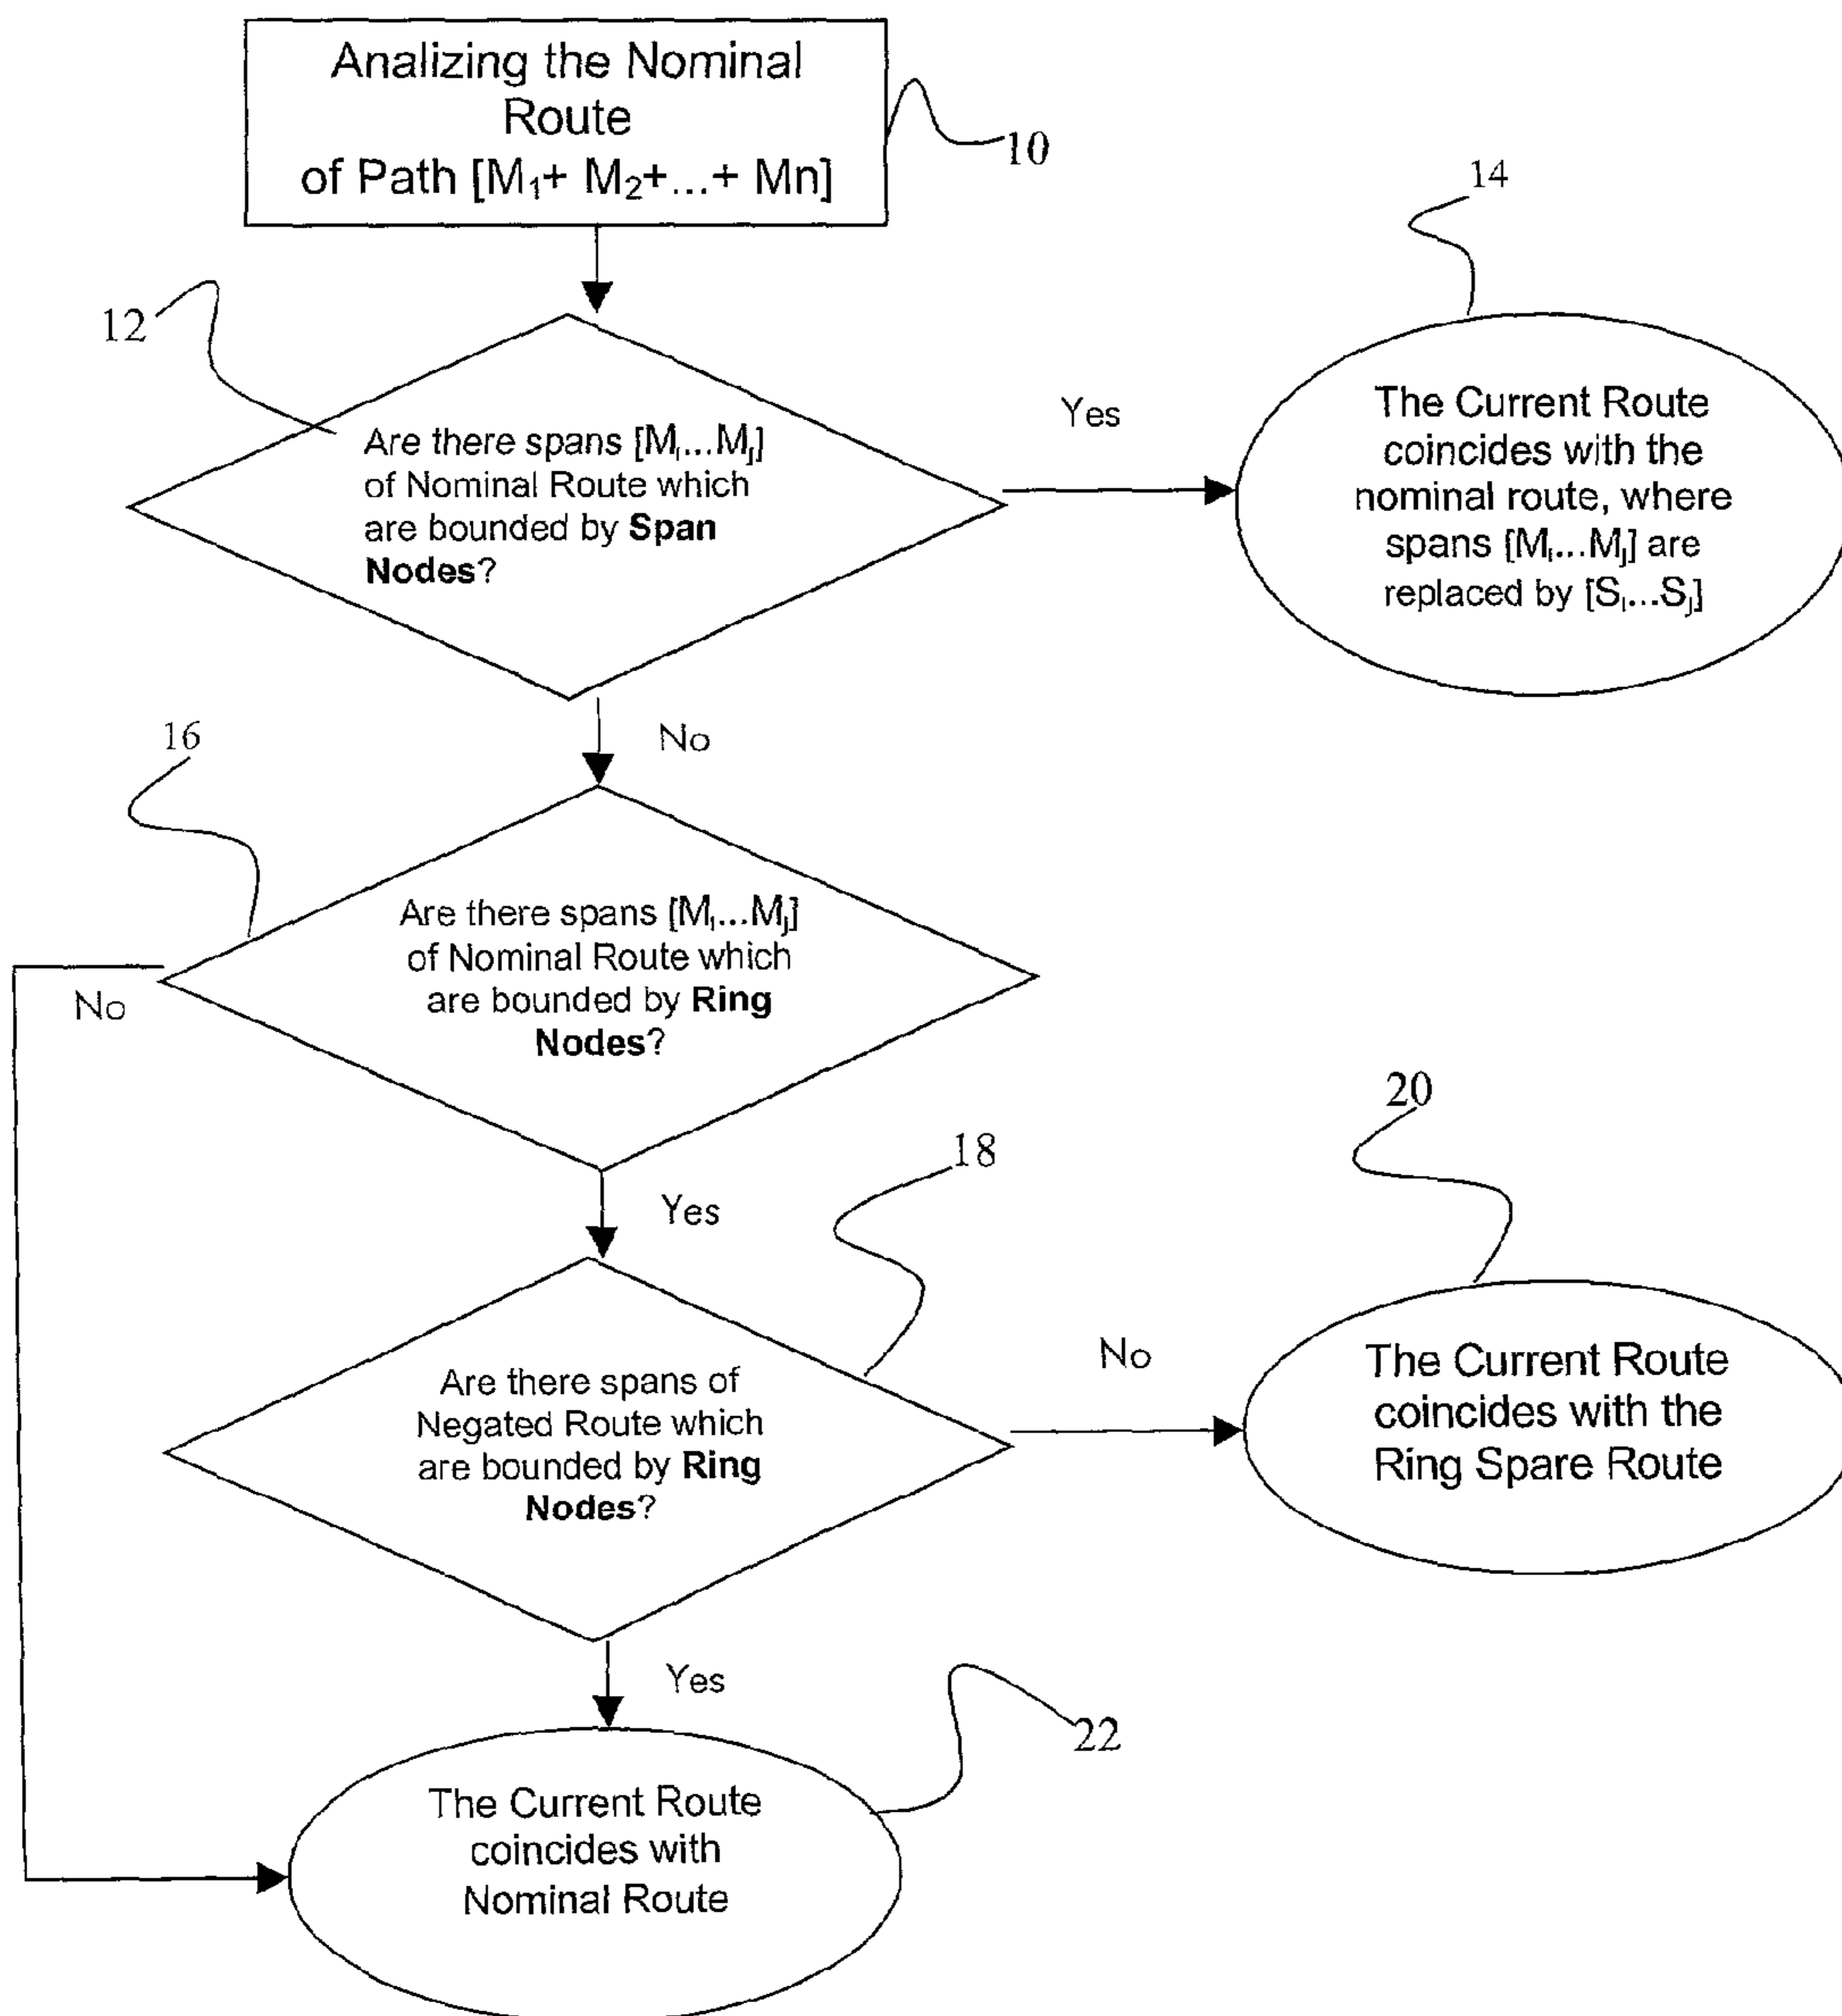 Analizing the Nominal
Route
of Path [M₁+ M₂+...+ Mn]
10
14
12
Are there spans [Mᵢ...Mⱼ]
of Nominal Route which
are bounded by Span
Nodes?
Yes
The Current Route
coincides with the
nominal route, where
spans [Mᵢ...Mⱼ] are
replaced by [Sᵢ...Sⱼ]
No
16
Are there spans [Mᵢ...Mⱼ]
of Nominal Route which
are bounded by Ring
Nodes?
No
Yes
18
20
Are there spans of
Negated Route which
are bounded by Ring
Nodes?
No
The Current Route
coincides with the
Ring Spare Route
Yes
22
The Current Route
coincides with
Nominal Route